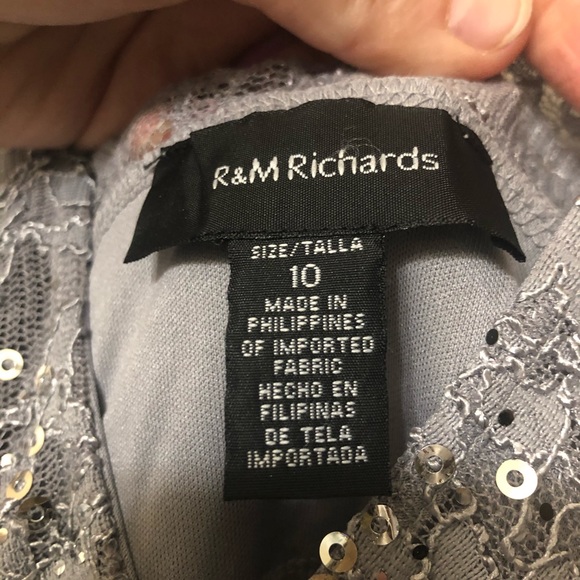 R&M Richards
SIZE/TALLA
10
MADE IN
PHILIPPINES
OF IMPORTED
FABRIC
HECHO EN
FILIPINAS
DE TELA
IMPORTADA